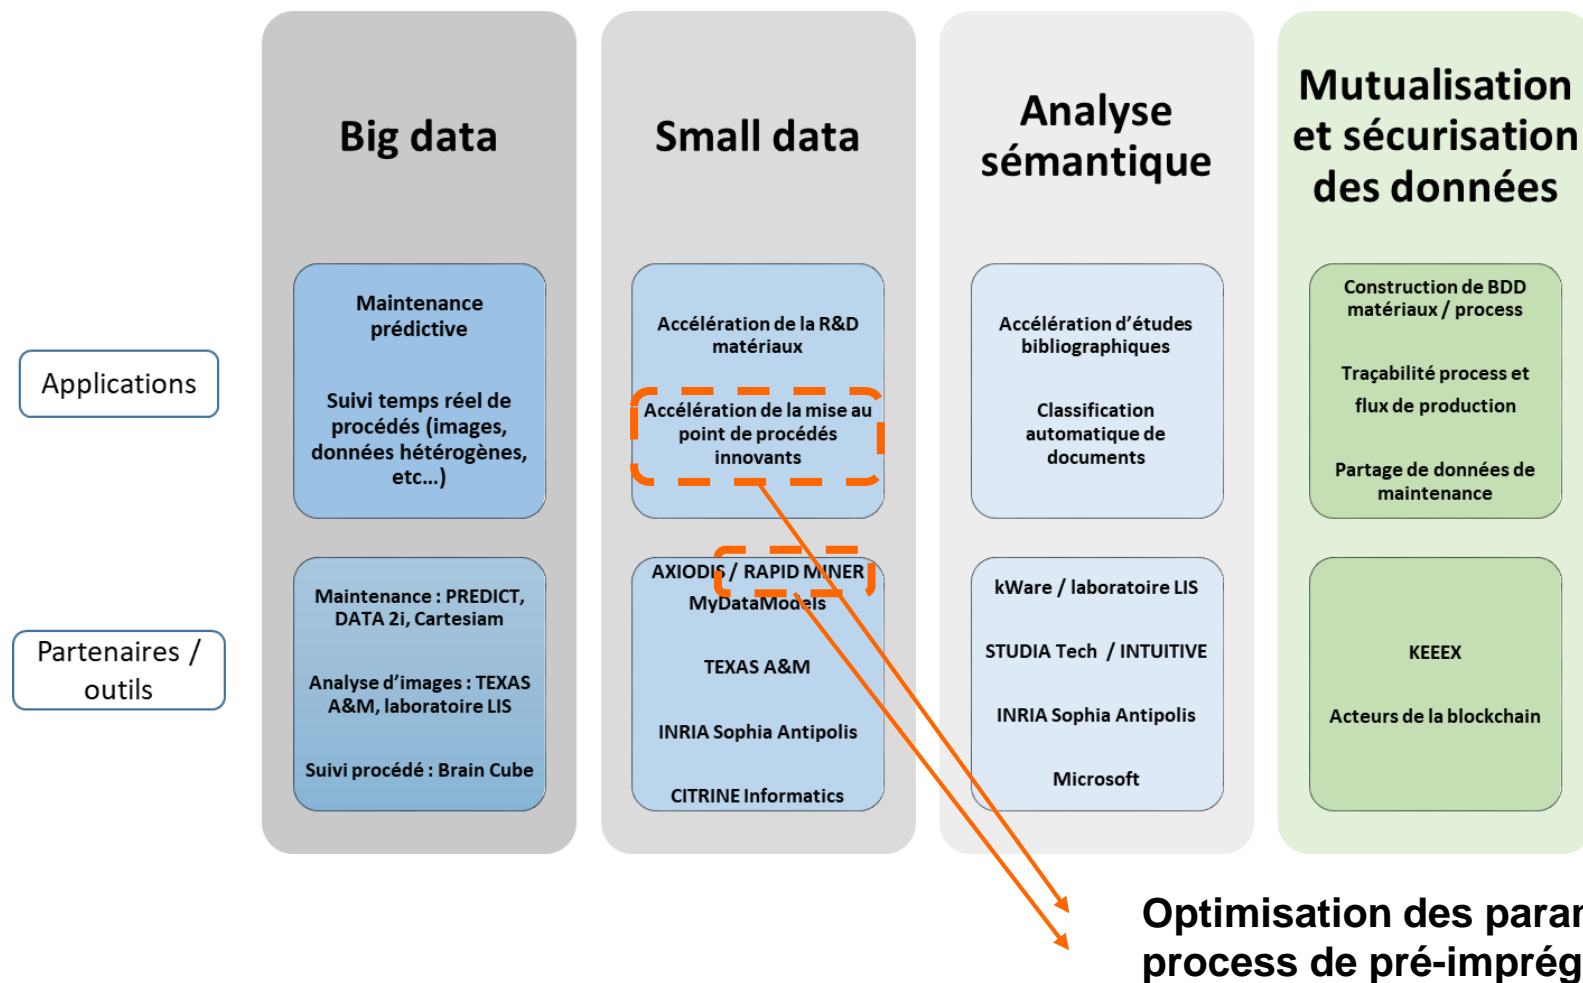 Big data
Small data
Analyse
sémantique
Mutualisation
et sécurisation
des données
Applications
Maintenance
prédictive
Suivi temps réel de
procédés (images,
données hétérogènes,
etc...)
Accélération de la R&D
matériaux
Accélération de la mise au
point de procédés
innovants
Accélération d'études
bibliographiques
Classification
automatique de
documents
Construction de BDD
matériaux / process
Traçabilité process et
flux de production
Partage de données de
maintenance
Partenaires /
outils
Maintenance : PREDICT,
DATA 2i, Cartesiam
Analyse d'images : TEXAS
A&M, laboratoire LIS
Suivi procédé : Brain Cube
AXIODIS / RAPID MINER
MyDataModels
TEXAS A&M
INRIA Sophia Antipolis
CITRINE Informatics
kWare / laboratoire LIS
STUDIA Tech / INTUITIVE
INRIA Sophia Antipolis
Microsoft
KEEEX
Acteurs de la blockchain
Optimisation des
process de